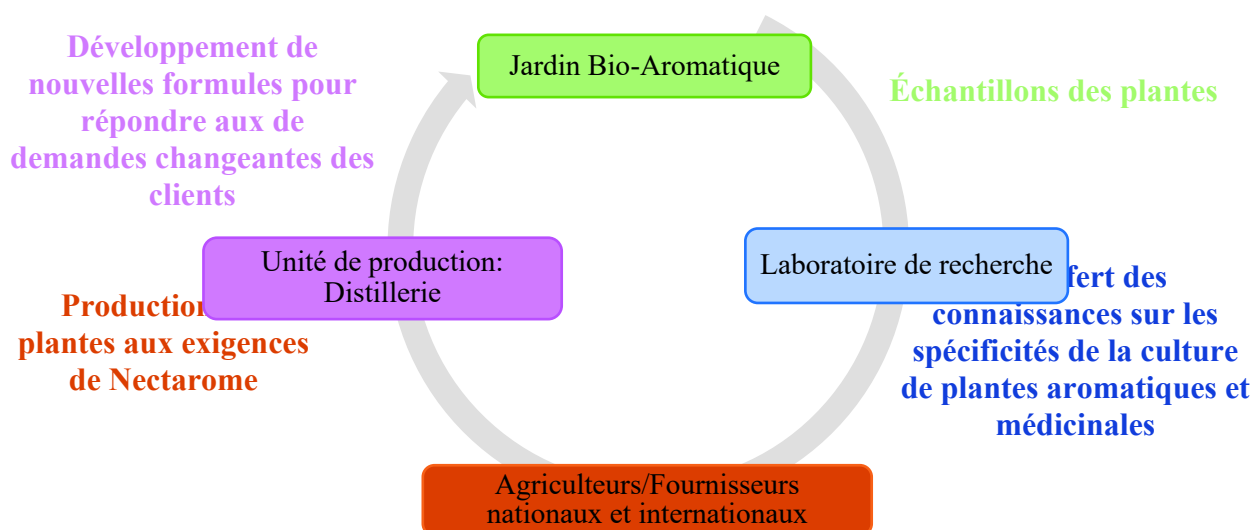 Jardin Bio-Aromatique
Échantillons des plantes
Laboratoire de recherche
fert des
connaissances sur les
spécificités de la culture
de plantes aromatiques et
médicinales
Agriculteurs/Fournisseurs
nationaux et internationaux
Production
plantes aux exigences
de Nectarome
Unité de production:
Distillerie
Développement de
nouvelles formules pour
répondre aux de
demandes changeantes des
clients